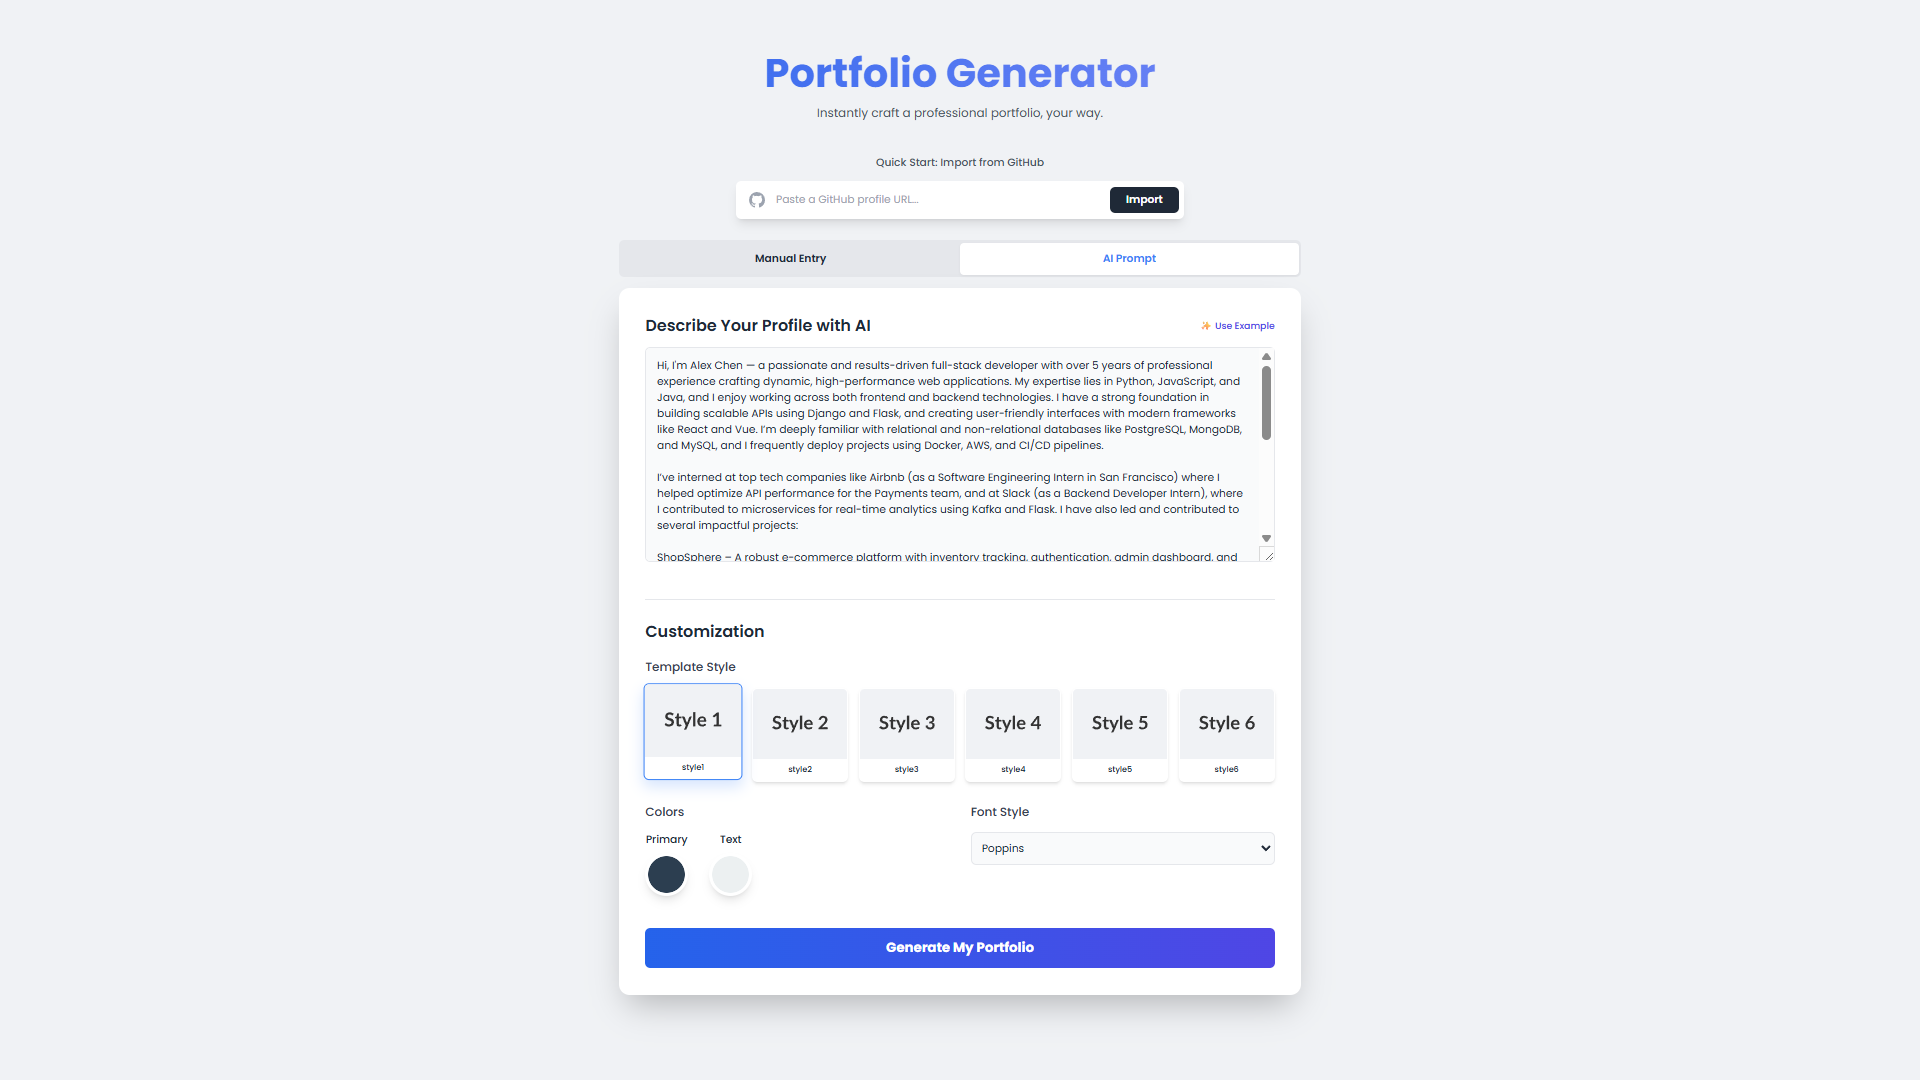 Portfolio Generator
Instantly craft a professional portfolio, your way.
Quick Start: Import from GitHub
Paste a GitHub profile URL...
Import
Manual Entry
AI Prompt
Describe Your Profile with AI
✨ Use Example
Hi, I'm Alex Chen — a passionate and results-driven full-stack developer with over 5 years of professional
experience crafting dynamic, high-performance web applications. My expertise lies in Python, JavaScript, and
Java, and I enjoy working across both frontend and backend technologies. I have a strong foundation in
building scalable APIs using Django and Flask, and creating user-friendly interfaces with modern frameworks
like React and Vue. I'm deeply familiar with relational and non-relational databases like PostgreSQL, MongoDB,
and MySQL, and I frequently deploy projects using Docker, AWS, and CI/CD pipelines.
I've interned at top tech companies like Airbnb (as a Software Engineering Intern in San Francisco) where I
helped optimize API performance for the Payments team, and at Slack (as a Backend Developer Intern), where
I contributed to microservices for real-time analytics using Kafka and Flask. I have also led and contributed to
several impactful projects:
ShopSphere – A robust e-commerce platform with inventory tracking, authentication, admin dashboard, and
Customization
Template Style
Style 1
Style 2
Style 3
Style 4
Style 5
Style 6
style1
style2
style3
style4
style5
style6
Colors
Font Style
Primary
Text
Poppins
Generate My Portfolio